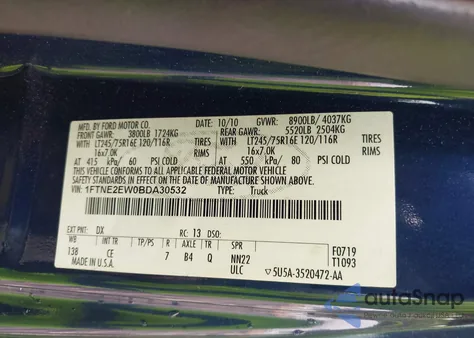 MFD. BY FORD MOTOR CO. 10/10 GVWR: 8900LB/ 4037KG
FRONT GAWR: 3800LB 1724KG REAR GAWR: 5520LB 2504KG
LT245/75R16E 120/116R TIRES LT245/75R16E 120/116R TIRES
16x7.0K RIMS 16x7.0K RIMS
AT 415 kPa/ 60 PSI COLD AT 550 kPa/ 80 PSI COLD
THIS VEHICLE CONFORMS TO ALL APPLICABLE FEDERAL MOTOR VEHICLE
SAFETY STANDARDS IN EFFECT ON THE DATE OF MANUFACTURE SHOWN ABOVE.
VIN: 1FTNE2EW0BDA30532 TYPE: Truck
EXT PNT: DX RC: 13 DSO:
WB INT TR TP/PS R AXLE TR SPR F0719
138 CE 7 B4 Q NN22 T1093
ULC 5U5A-3520472-AA
autoSnap